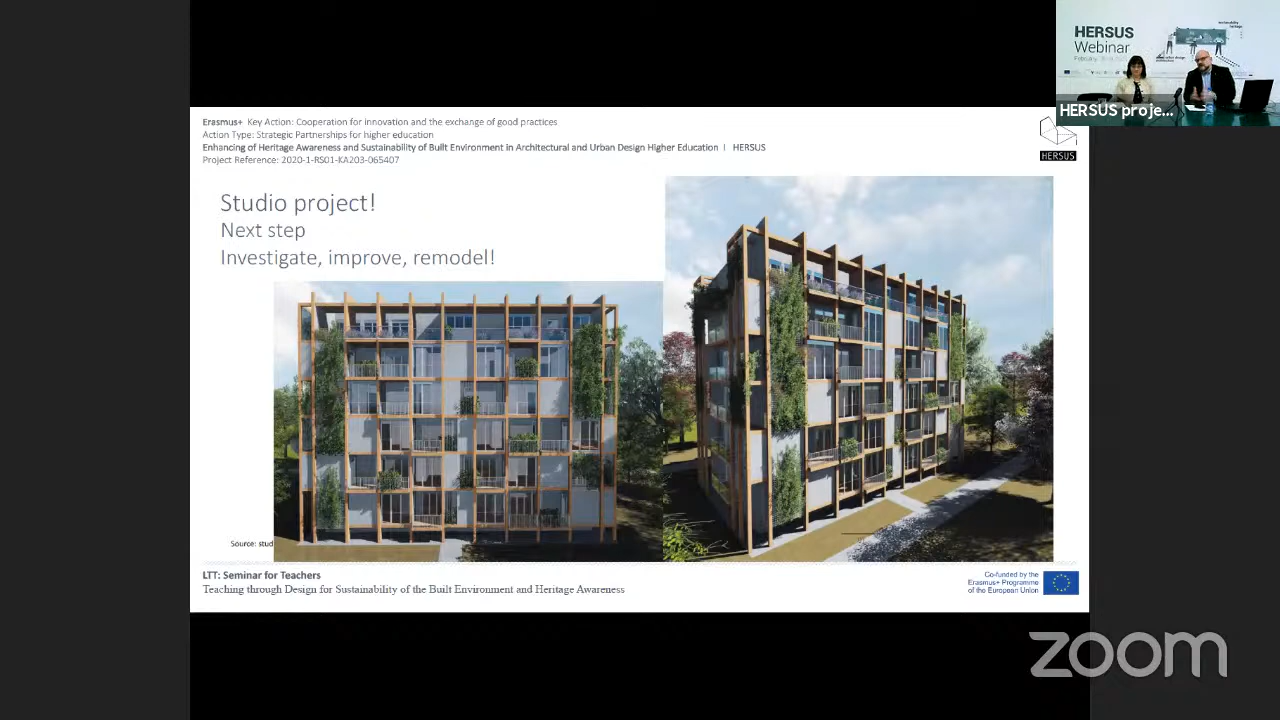 HERSUS
Webinar
HERSUS proje...
Erasmus+ Key Action: Cooperation for innovation and the exchange of good practices
Action Type: Strategic Partnerships for higher education
Enhancing of Heritage Awareness and Sustainability of Built Environment in Architectural and Urban Design Higher Education | HERSUS
Project Reference: 2020-1-RS01-KA203-065407
HERSUS
Studio project!
Next step
Investigate, improve, remodel!
Source: stud
LTT: Seminar for Teachers
Teaching through Design for Sustainability of the Built Environment and Heritage Awareness
Co-funded by the
Erasmus+ Programme
of the European Union
zoom